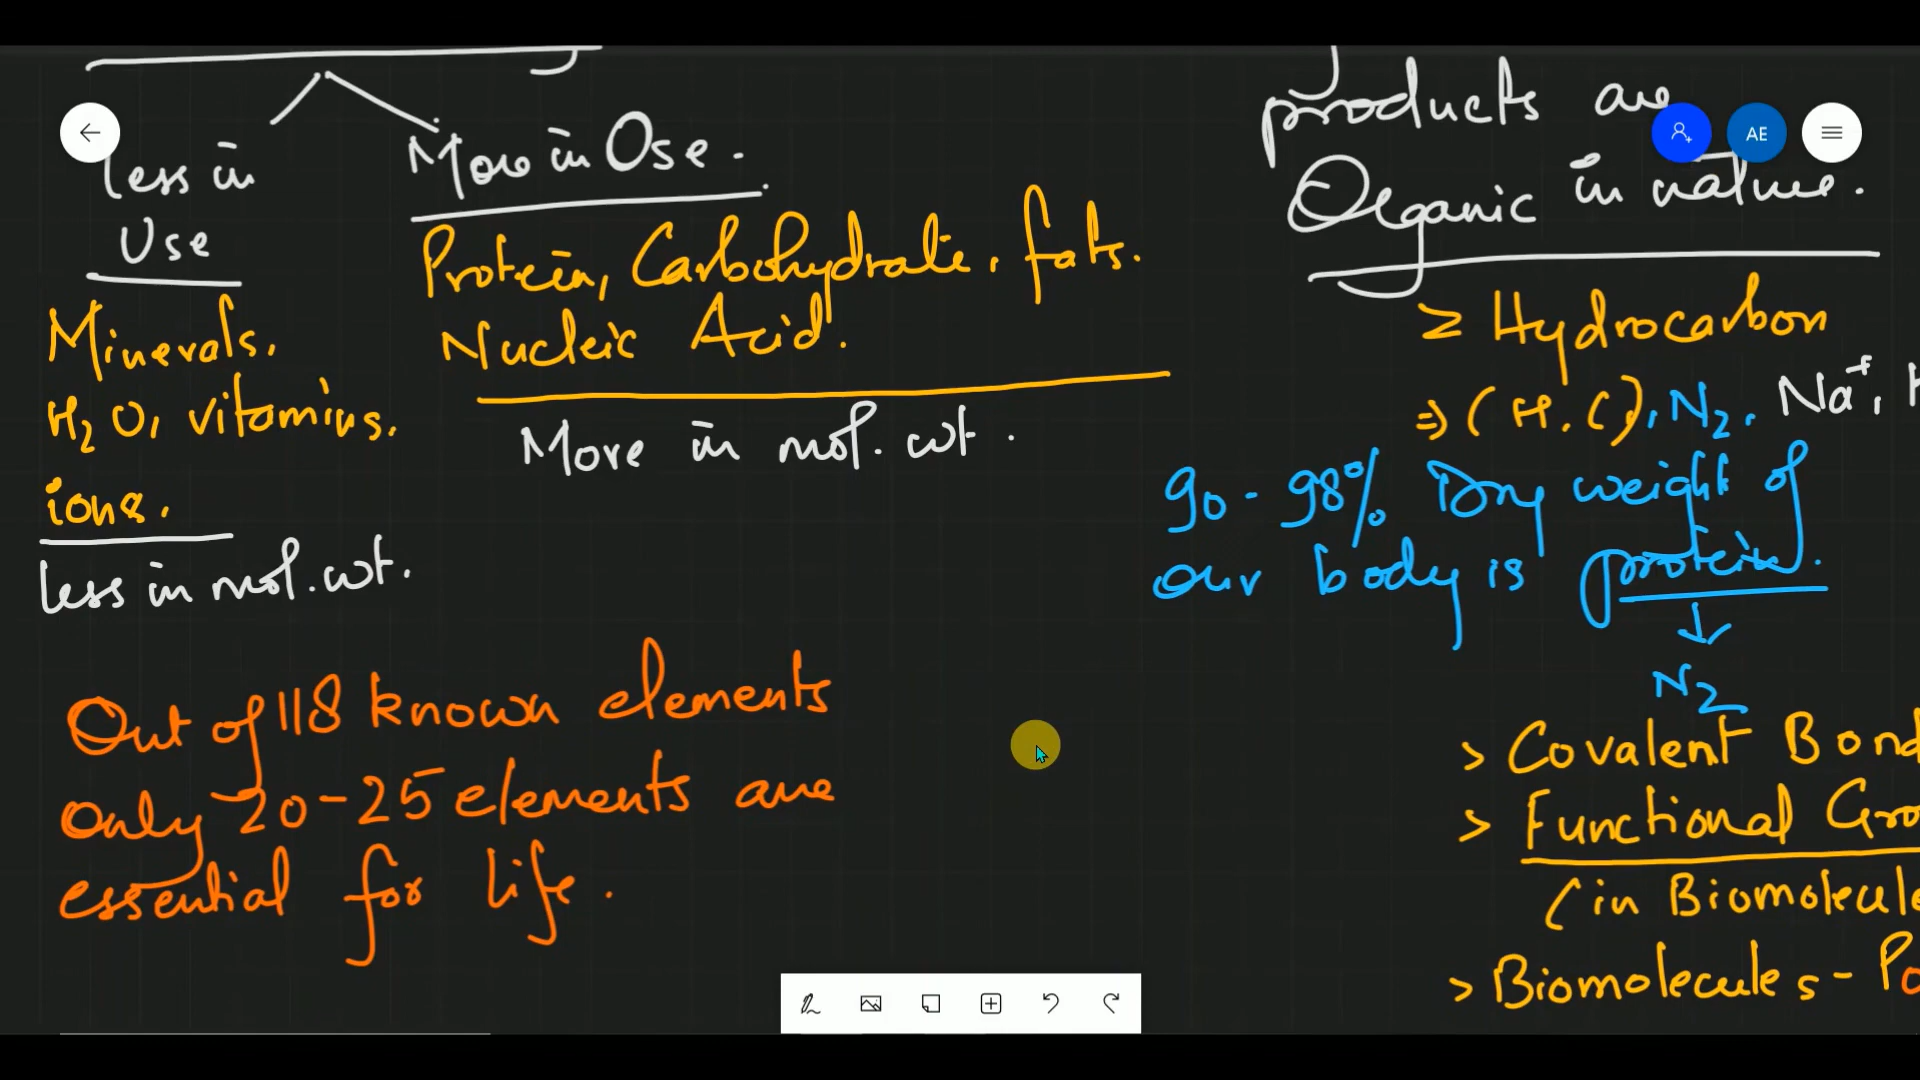 less in
Use
Minerals,
H2O, vitamins,
ions.
less in mol. wt.
More in Use.
Protein, Carbohydrate, fats.
Nucleic Acid.
More in mol. wt.
Out of 118 known elements
only 20-25 elements are
essential for life.
products are
Organic in nature.
Hydrocarbon
⇒ (H, C), N2, Na+,
90-98% Dry weight of
our body is protein.
↓
N2
> Covalent Bond
> Functional Gro
(in Biomolecule
> Biomolecules - Po
AE